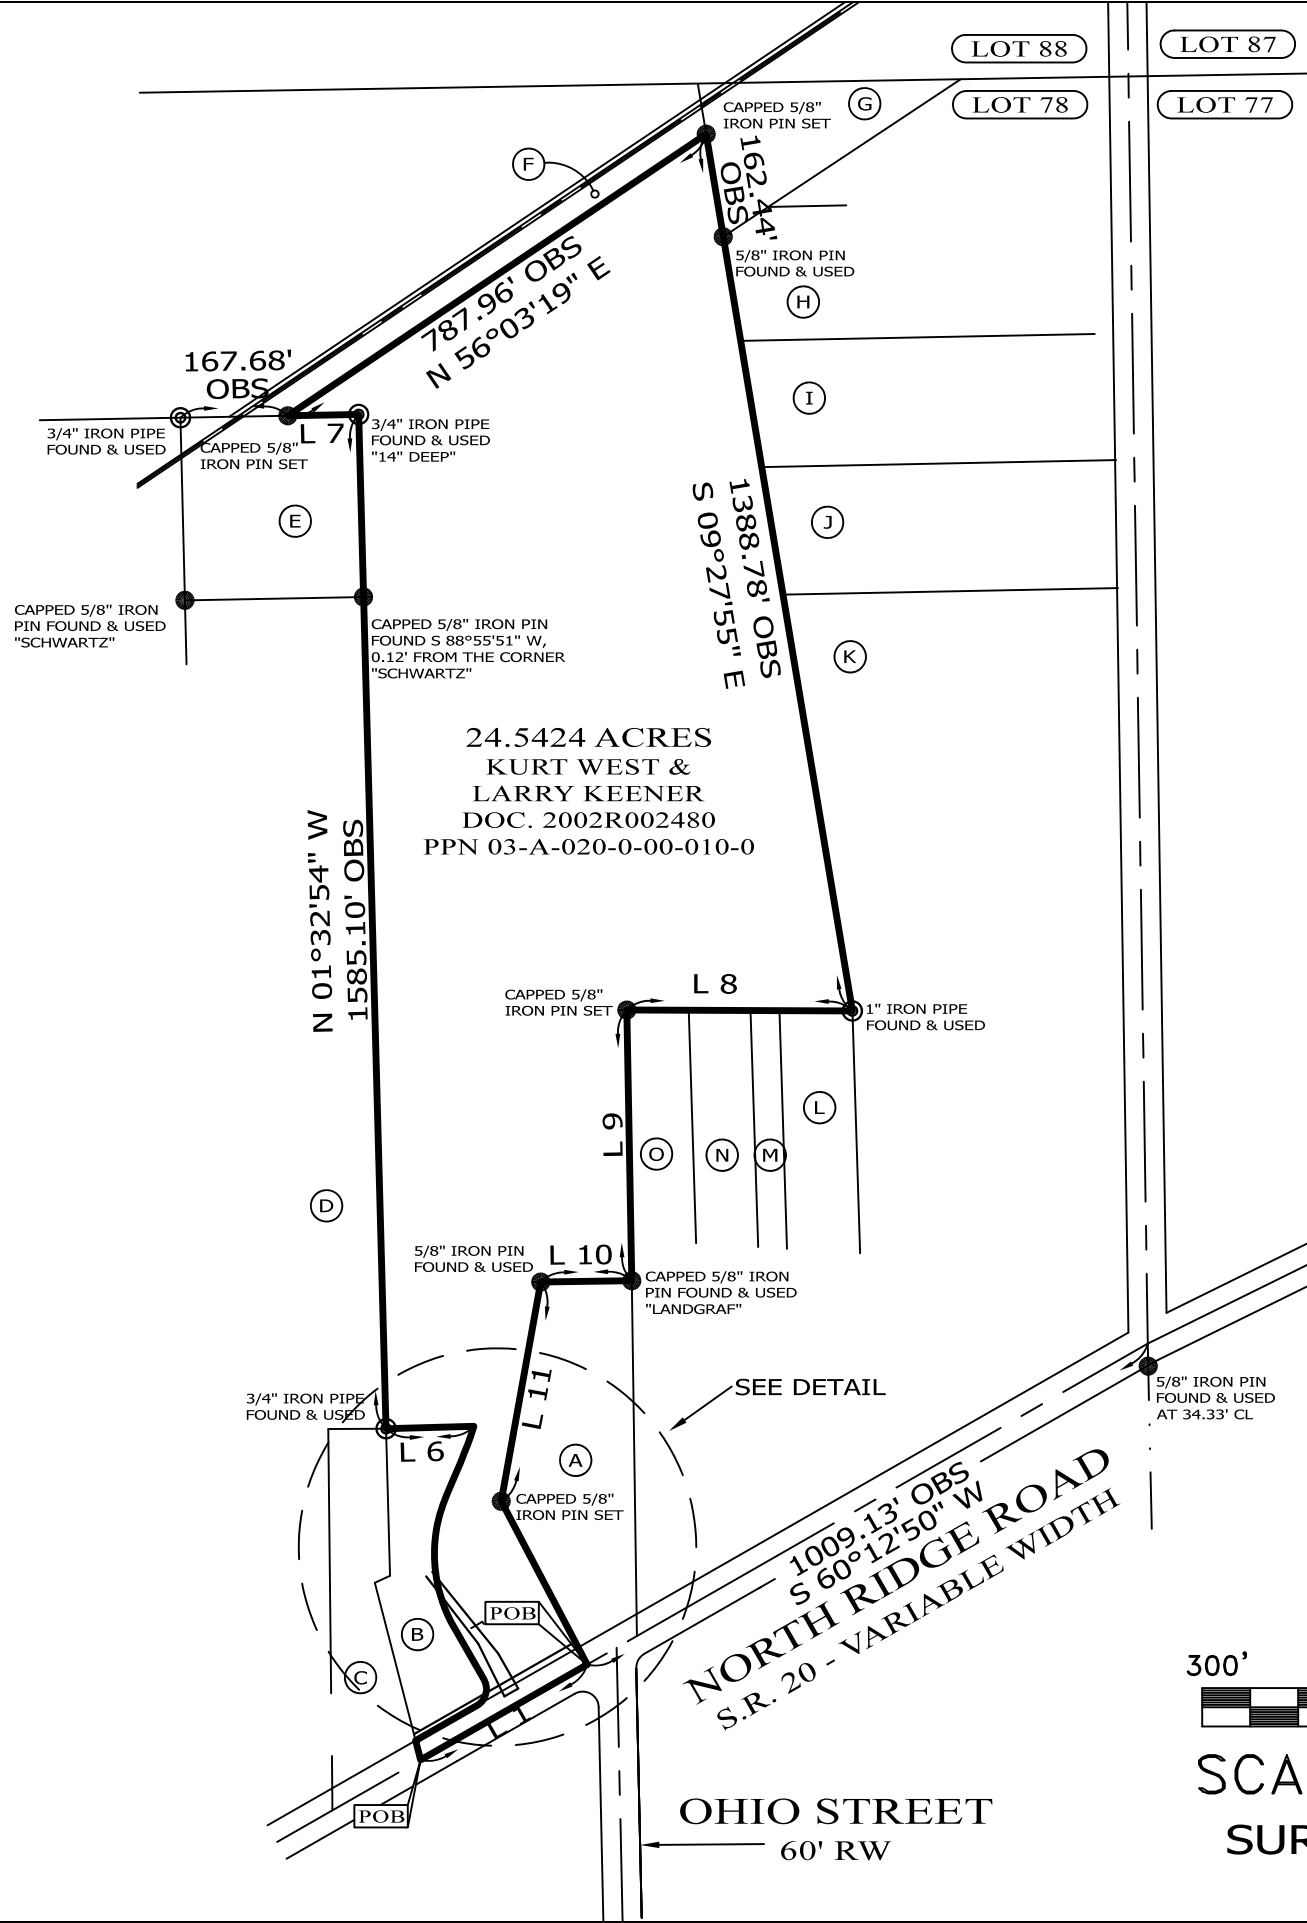 LOT 88
LOT 87
LOT 78
LOT 77
CAPPED 5/8"
IRON PIN SET
G
F
162.44'
OBS
5/8" IRON PIN
FOUND & USED
H
787.96' OBS
N 56°03'19" E
167.68'
OBS
3/4" IRON PIPE
FOUND & USED
CAPPED 5/8"
IRON PIN SET
L 7
3/4" IRON PIPE
FOUND & USED
"14" DEEP"
I
E
J
1388.78' OBS
S 09°27'55" E
CAPPED 5/8" IRON
PIN FOUND & USED
"SCHWARTZ"
CAPPED 5/8" IRON PIN
FOUND S 88°55'51" W,
0.12' FROM THE CORNER
"SCHWARTZ"
K
24.5424 ACRES
KURT WEST &
LARRY KEENER
DOC. 2002R002480
PPN 03-A-020-0-00-010-0
N 01°32'54" W
1585.10' OBS
CAPPED 5/8"
IRON PIN SET
L 8
1" IRON PIPE
FOUND & USED
L 9
O
N
M
L
D
5/8" IRON PIN
FOUND & USED
L 10
CAPPED 5/8" IRON
PIN FOUND & USED
"LANDGRAF"
SEE DETAIL
5/8" IRON PIN
FOUND & USED
AT 34.33' CL
3/4" IRON PIPE
FOUND & USED
L 6
L 11
A
CAPPED 5/8"
IRON PIN SET
1009.13' OBS
S 60°12'50" W
NORTH RIDGE ROAD
S.R. 20 - VARIABLE WIDTH
POB
B
C
L 1
POB
OHIO STREET
60' RW
300'
SCA
SUR